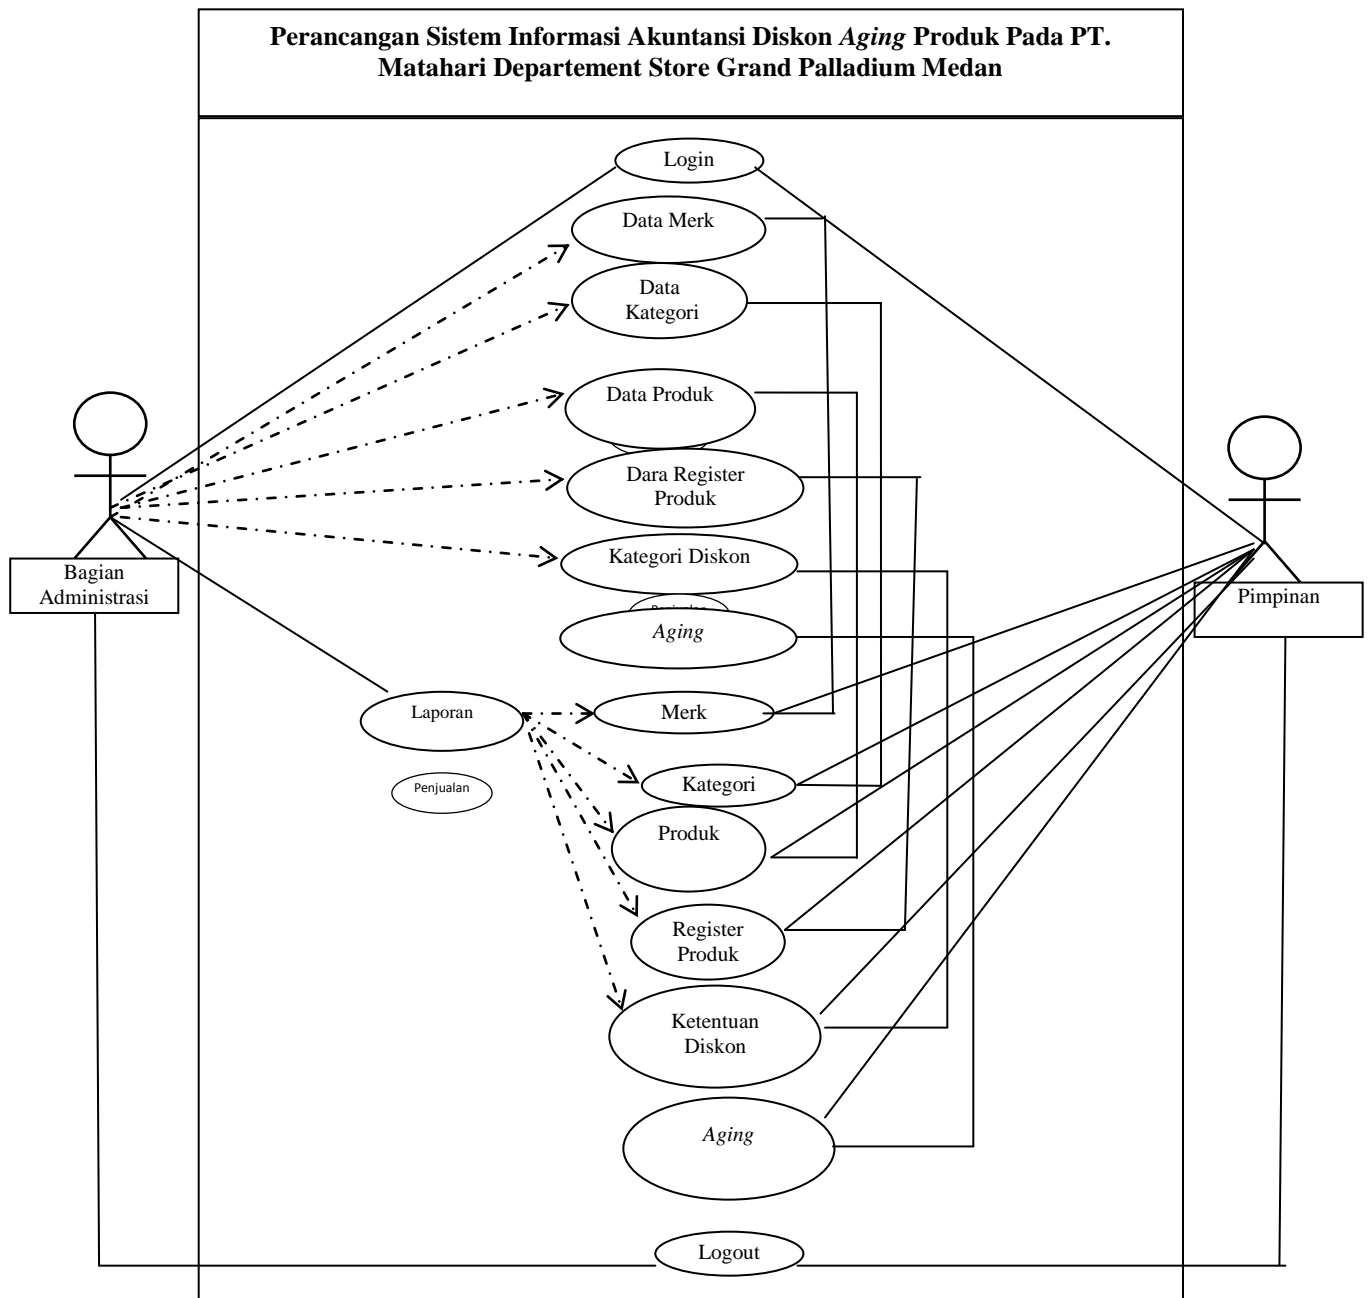 Perancangan Sistem Informasi Akuntansi Diskon Aging Produk Pada PT.
Matahari Departement Store Grand Palladium Medan
Login
Data Merk
Data
Kategori
Data Produk
Dara Register
Produk
Kategori Diskon
Aging
Bagian
Administrasi
Pimpinan
Laporan
Merk
Penjualan
Kategori
Produk
Register
Produk
Ketentuan
Diskon
Aging
Logout